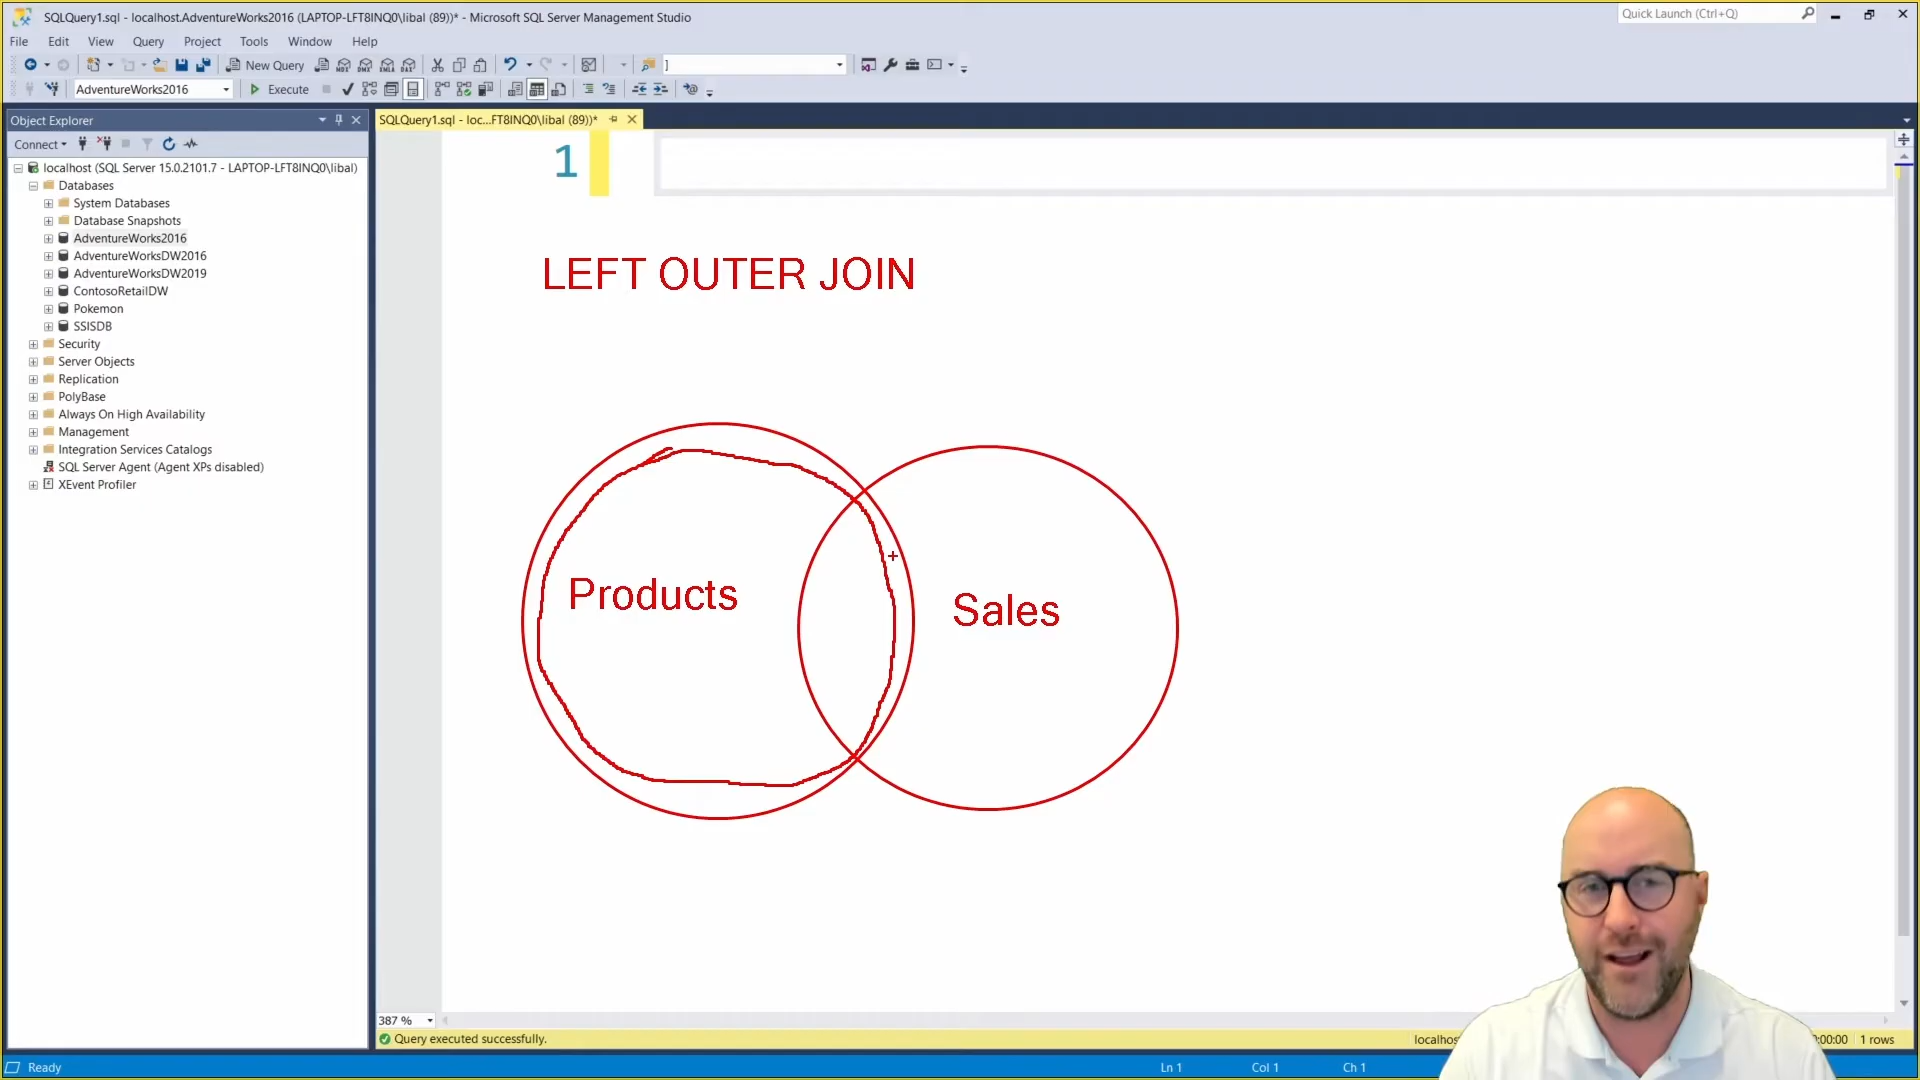 SQLQuery1.sql - localhost.AdventureWorks2016 (LAPTOP-LFT8INQ0\libal (89))* - Microsoft SQL Server Management Studio
Quick Launch (Ctrl+Q)
File Edit View Query Project Tools Window Help
New Query ]
AdventureWorks2016 Execute
Object Explorer
SQLQuery1.sql - loc...FT8INQ0\libal (89))*
Connect
1
localhost (SQL Server 15.0.2101.7 - LAPTOP-LFT8INQ0\libal)
Databases
System Databases
Database Snapshots
AdventureWorks2016
AdventureWorksDW2016
AdventureWorksDW2019
ContosoRetailDW
Pokemon
SSISDB
Security
Server Objects
Replication
PolyBase
Always On High Availability
Management
Integration Services Catalogs
SQL Server Agent (Agent XPs disabled)
XEvent Profiler
LEFT OUTER JOIN
Products
Sales
387 %
Query executed successfully.
:00:00 1 rows
Ready
Ln 1 Col 1 Ch 1